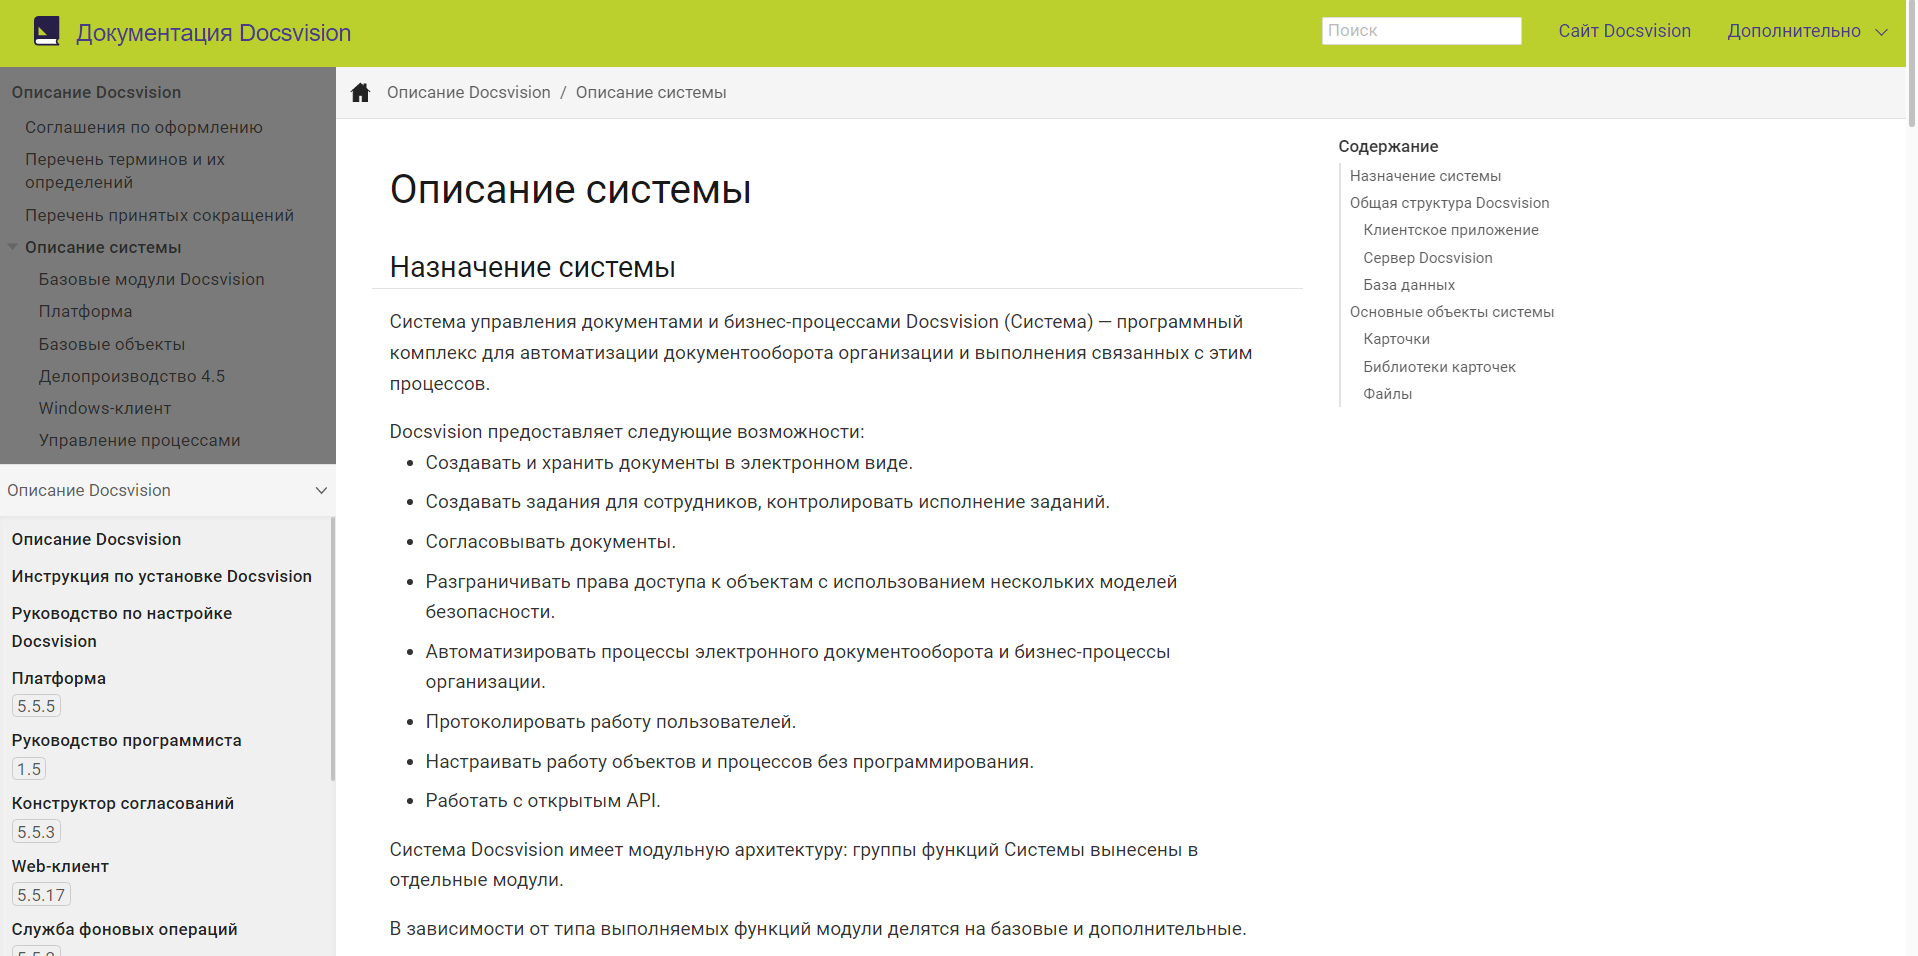 Документация Docsvision
Поиск
Сайт Docsvision
Дополнительно
Описание Docsvision
Соглашения по оформлению
Перечень терминов и их
определений
Перечень принятых сокращений
Описание системы
Базовые модули Docsvision
Платформа
Базовые объекты
Делопроизводство 4.5
Windows-клиент
Управление процессами
Описание Docsvision
Описание Docsvision
Инструкция по установке Docsvision
Руководство по настройке
Docsvision
Платформа
5.5.5
Руководство программиста
1.5
Конструктор согласований
5.5.3
Web-клиент
5.5.17
Служба фоновых операций
Описание Docsvision / Описание системы
Описание системы
Назначение системы
Система управления документами и бизнес-процессами Docsvision (Система) — программный
комплекс для автоматизации документооборота организации и выполнения связанных с этим
процессов.
Docsvision предоставляет следующие возможности:
• Создавать и хранить документы в электронном виде.
• Создавать задания для сотрудников, контролировать исполнение заданий.
• Согласовывать документы.
• Разграничивать права доступа к объектам с использованием нескольких моделей
безопасности.
• Автоматизировать процессы электронного документооборота и бизнес-процессы
организации.
• Протоколировать работу пользователей.
• Настраивать работу объектов и процессов без программирования.
• Работать с открытым API.
Система Docsvision имеет модульную архитектуру: группы функций Системы вынесены в
отдельные модули.
В зависимости от типа выполняемых функций модули делятся на базовые и дополнительные.
Содержание
Назначение системы
Общая структура Docsvision
Клиентское приложение
Сервер Docsvision
База данных
Основные объекты системы
Карточки
Библиотеки карточек
Файлы